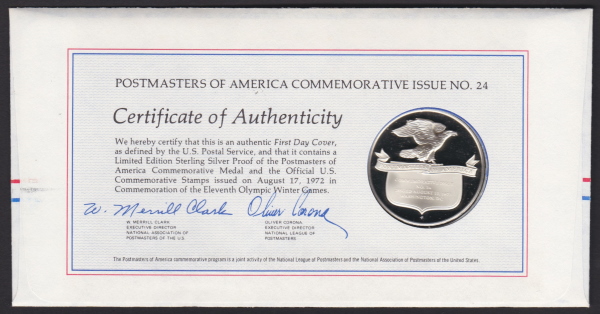 POSTMASTERS OF AMERICA COMMEMORATIVE ISSUE NO. 24
Certificate of Authenticity
We hereby certify that this is an authentic First Day Cover,
as defined by the U.S. Postal Service, and that it contains a
Limited Edition Sterling Silver Proof of the Postmasters of
America Commemorative Medal and the Official U.S.
Commemorative Stamps issued on August 17, 1972 in
Commemoration of the Eleventh Olympic Winter Games.
W. Merrill Clark Oliver Corona
W. MERRILL CLARK
EXECUTIVE DIRECTOR
NATIONAL ASSOCIATION OF
POSTMASTERS OF THE U.S.
OLIVER CORONA
EXECUTIVE DIRECTOR
NATIONAL LEAGUE OF
POSTMASTERS
The Postmasters of America commemorative program is a joint activity of the National League of Postmasters and the National Association of Postmasters of the United States.